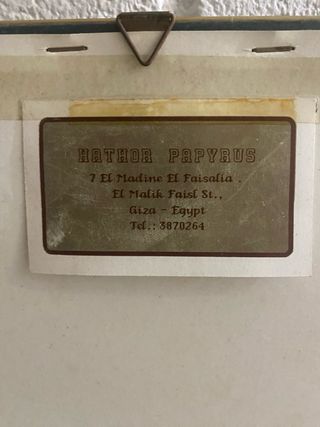 HATHOR PAPYRUS
7 El Madine El Faisalia .
El Malik Faisl St.,
Giza - Egypt
Tel.: 3870264